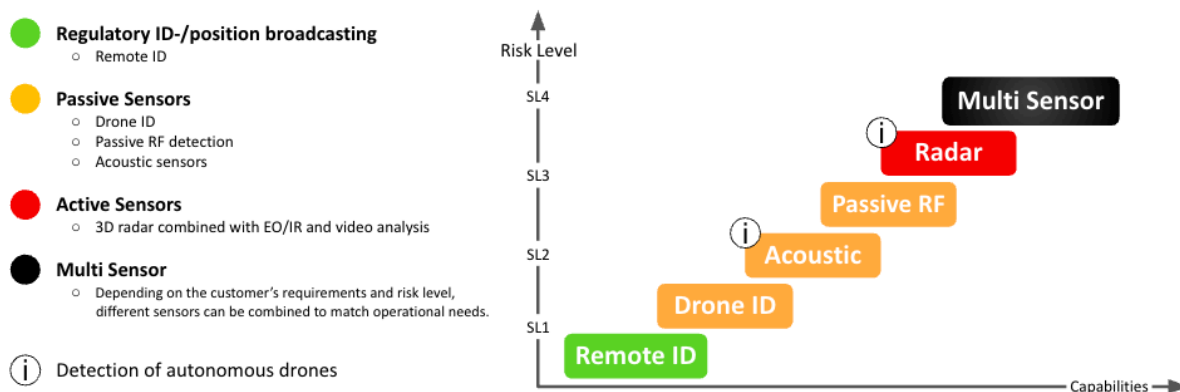 Regulatory ID-/position broadcasting
○ Remote ID
Passive Sensors
○ Drone ID
○ Passive RF detection
○ Acoustic sensors
Active Sensors
○ 3D radar combined with EO/IR and video analysis
Multi Sensor
○ Depending on the customer's requirements and risk level,
different sensors can be combined to match operational needs.
i Detection of autonomous drones
Risk Level
SL4
SL3
SL2
SL1
Multi Sensor
i
Radar
Passive RF
i
Acoustic
Drone ID
Remote ID
Capabilities